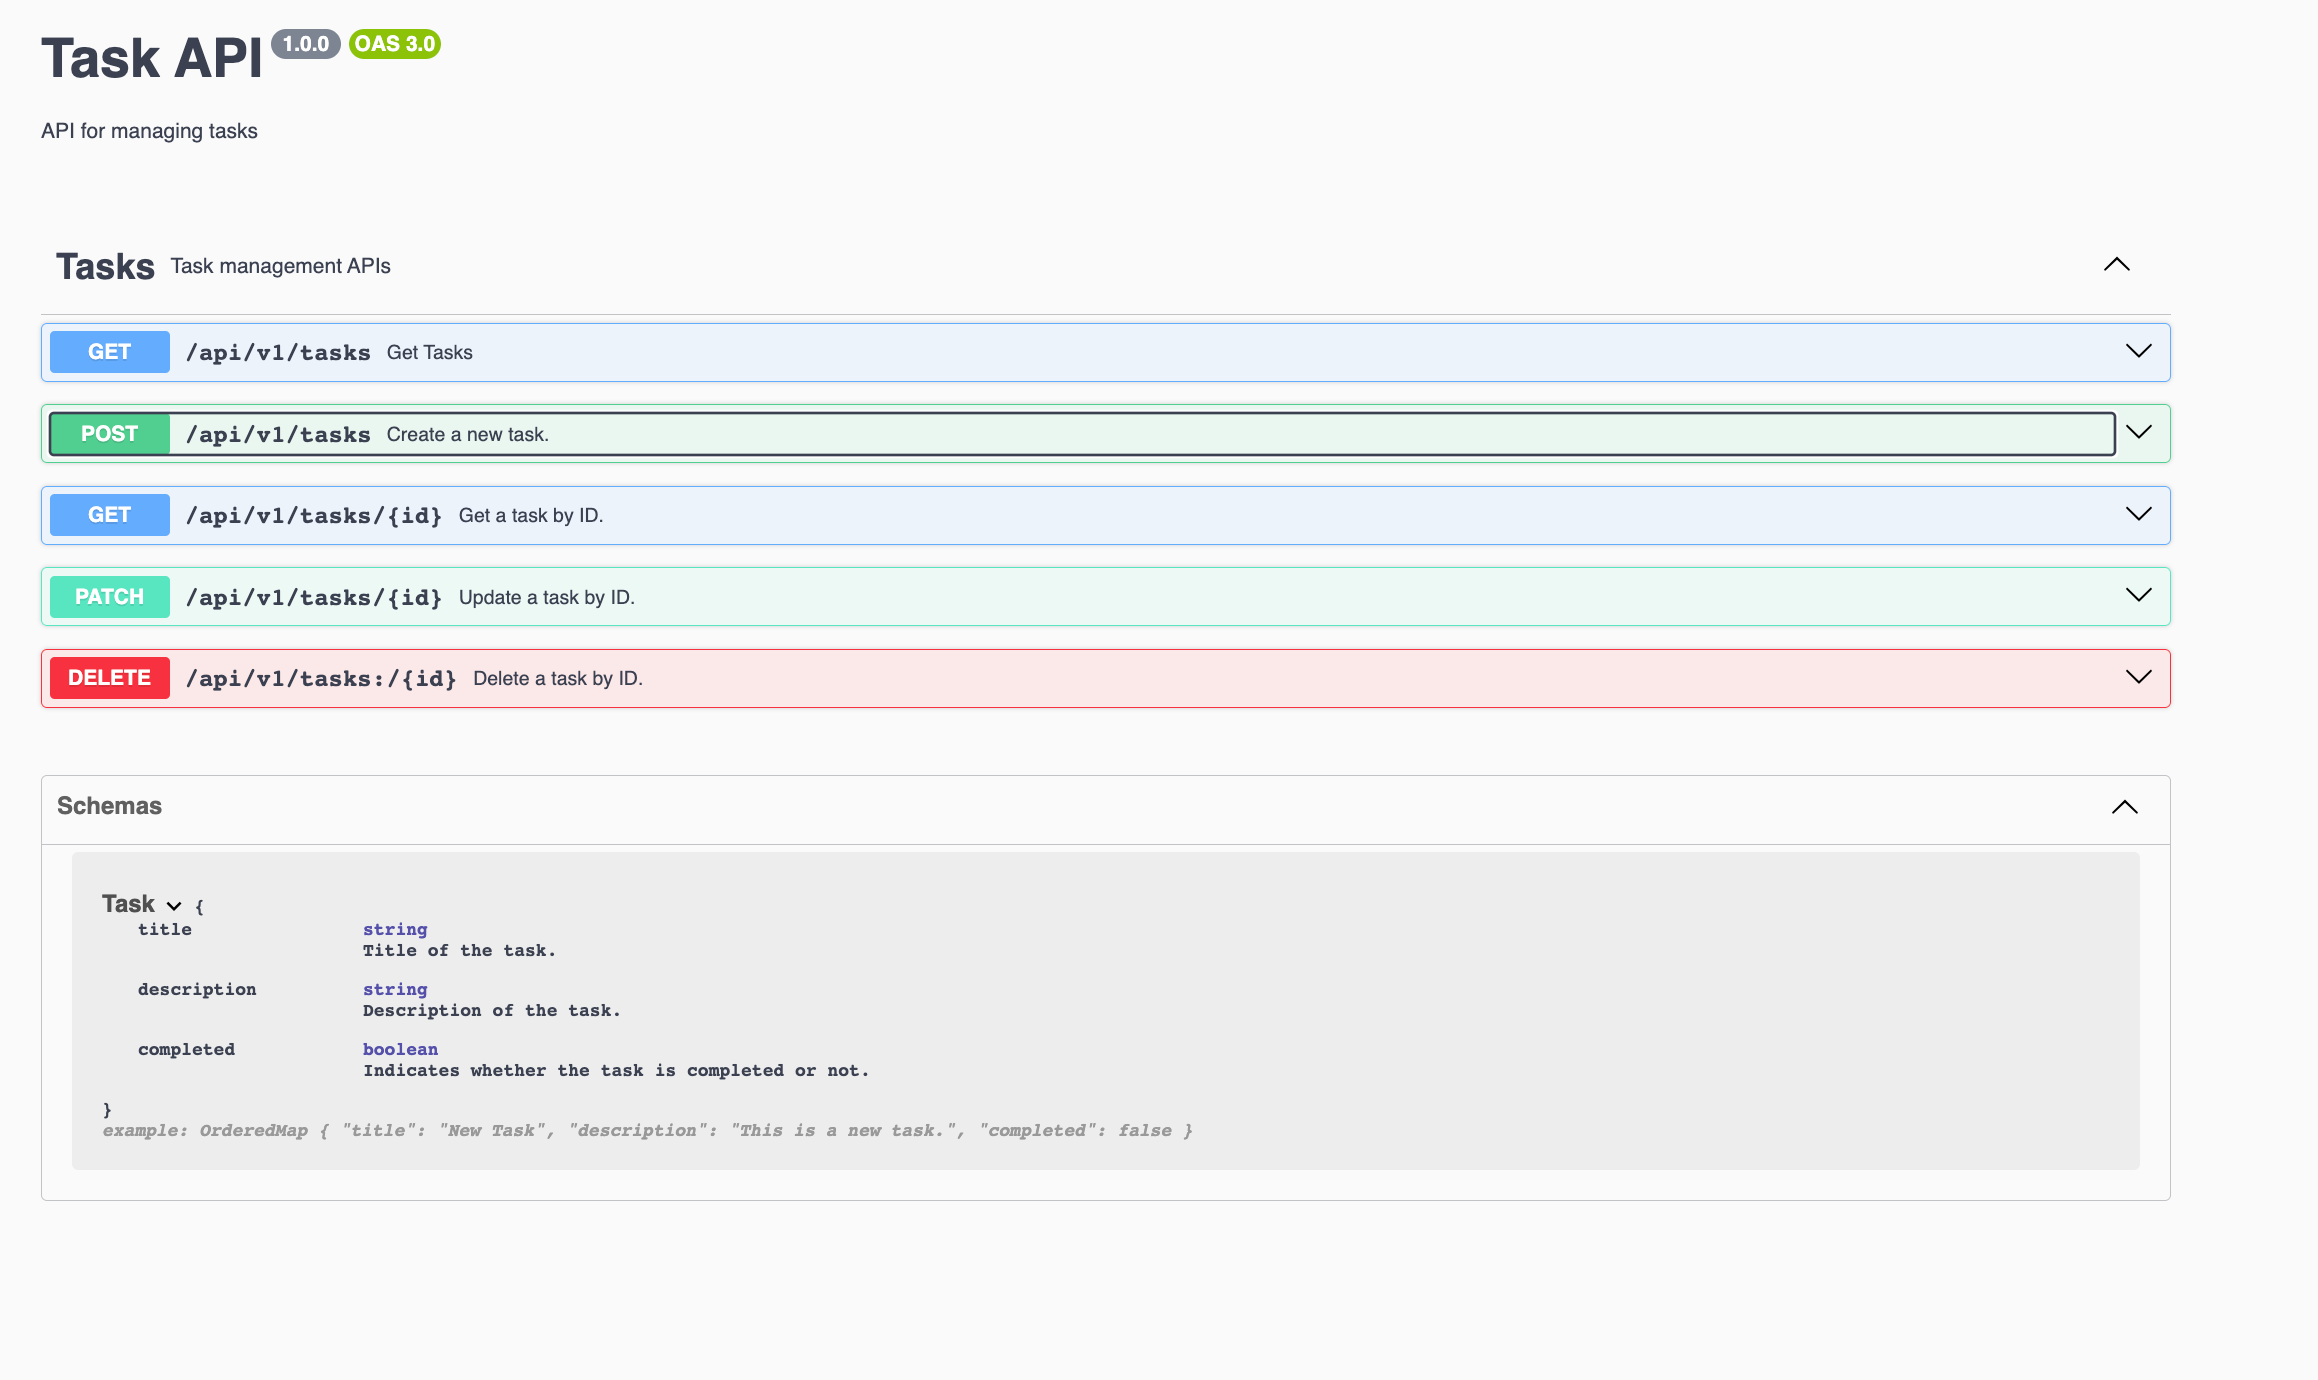 Task API 1.0.0 OAS 3.0
API for managing tasks
Tasks Task management APIs
GET /api/v1/tasks Get Tasks
POST /api/v1/tasks Create a new task.
GET /api/v1/tasks/{id} Get a task by ID.
PATCH /api/v1/tasks/{id} Update a task by ID.
DELETE /api/v1/tasks:/{id} Delete a task by ID.
Schemas
Task {
title string
Title of the task.
description string
Description of the task.
completed boolean
Indicates whether the task is completed or not.
}
example: OrderedMap { "title": "New Task", "description": "This is a new task.", "completed": false }